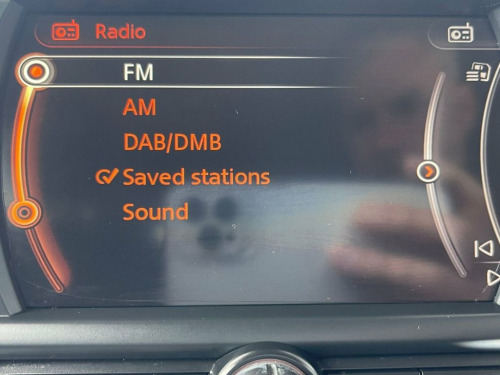 Radio
FM
AM
DAB/DMB
Saved stations
Sound